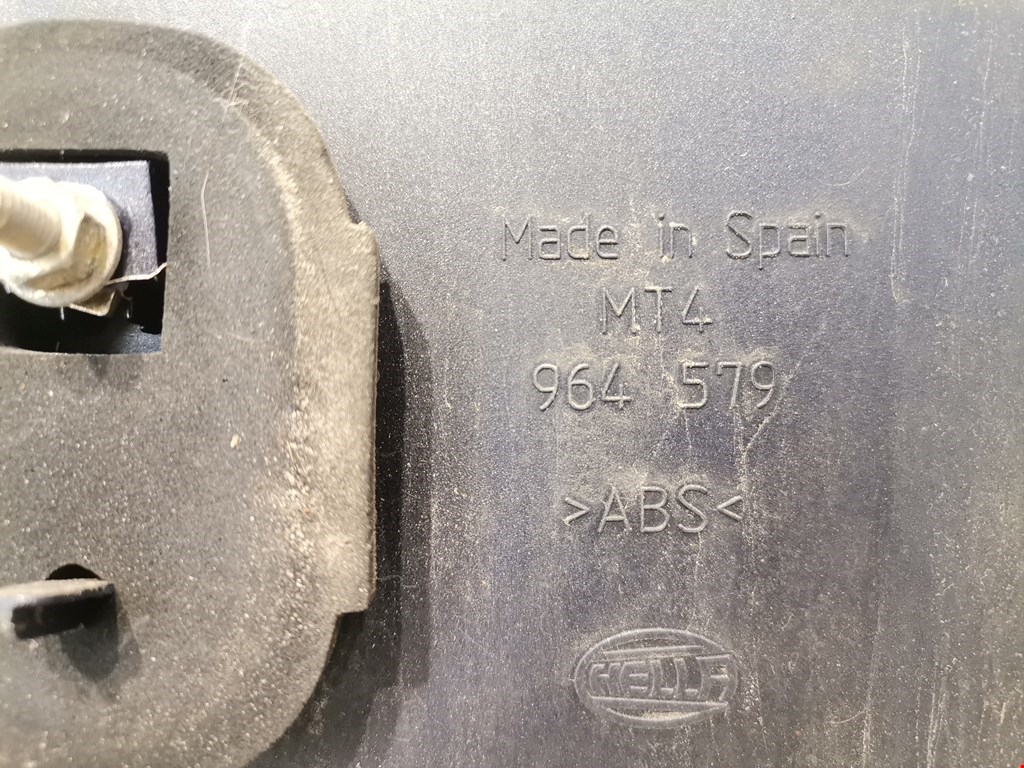 Made in Spain
MT4
964 579
>ABS<
HELLA